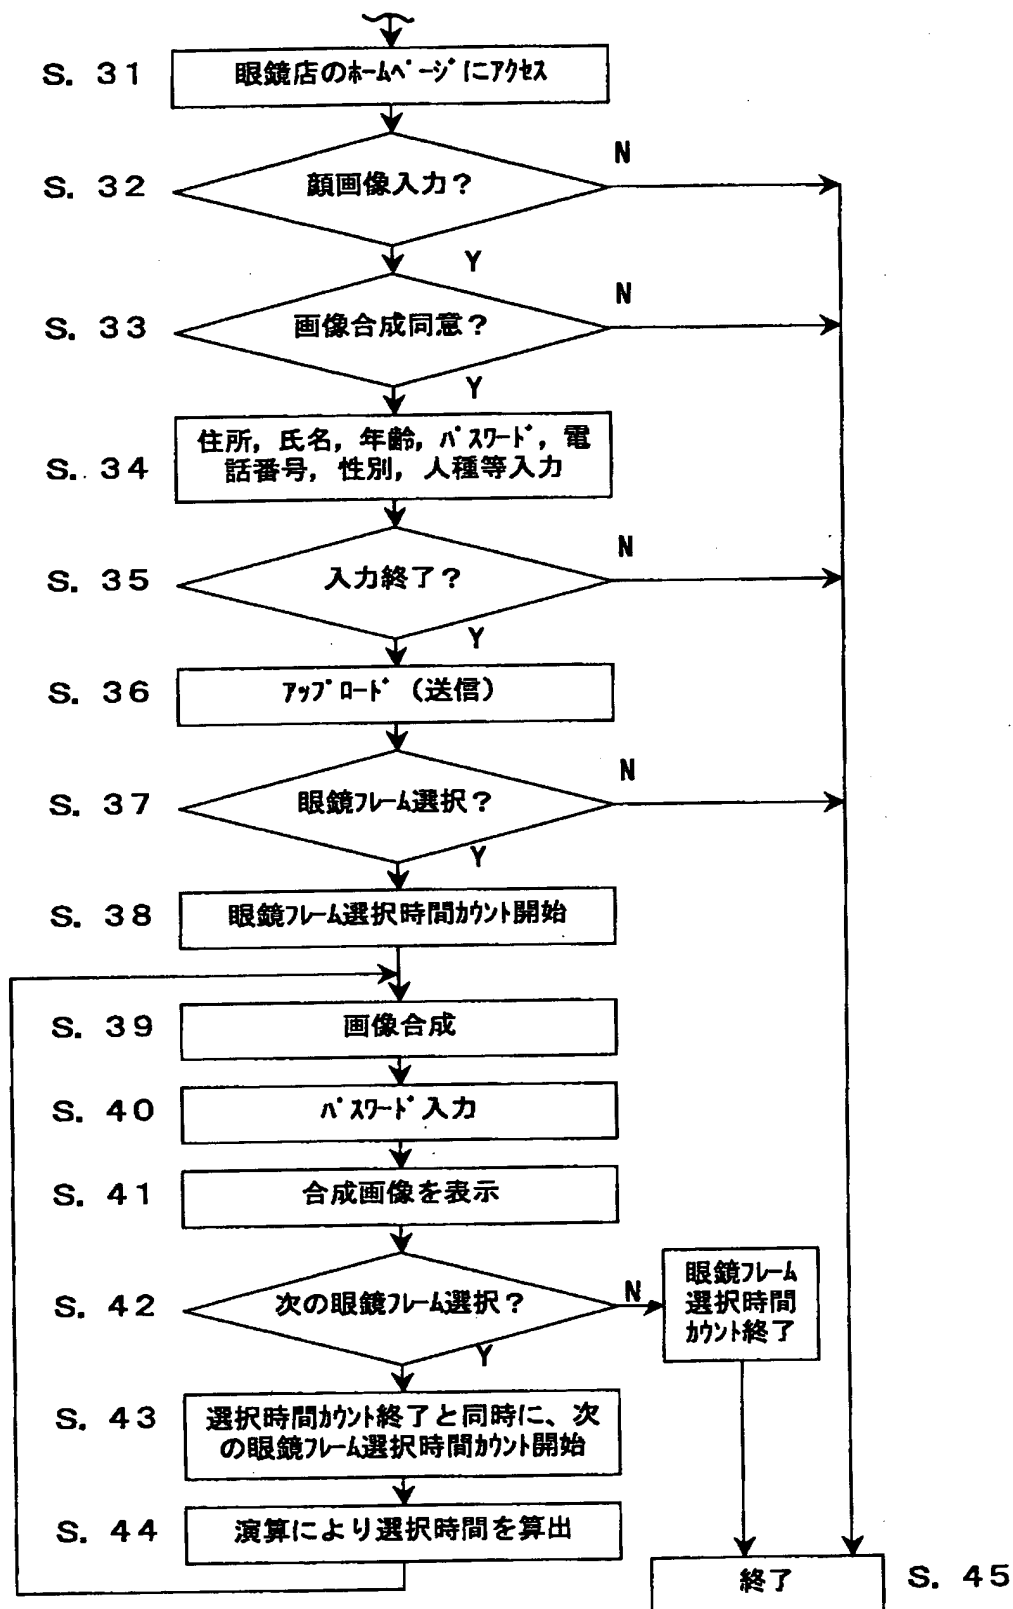 S. 31
眼鏡店のﾎｰﾑﾍﾟｰｼﾞにｱｸｾｽ
S. 32
顔画像入力？
N
Y
S. 33
画像合成同意？
N
Y
S. 34
住所，氏名，年齢，ﾊﾟｽﾜｰﾄﾞ，電
話番号，性別，人種等入力
S. 35
入力終了？
N
Y
S. 36
ｱｯﾌﾟﾛｰﾄﾞ（送信）
S. 37
眼鏡ﾌﾚｰﾑ選択？
N
Y
S. 38
眼鏡ﾌﾚｰﾑ選択時間ｶｳﾝﾄ開始
S. 39
画像合成
S. 40
ﾊﾟｽﾜｰﾄﾞ入力
S. 41
合成画像を表示
S. 42
次の眼鏡ﾌﾚｰﾑ選択？
N
Y
眼鏡ﾌﾚｰﾑ
選択時間
ｶｳﾝﾄ終了
S. 43
選択時間ｶｳﾝﾄ終了と同時に、次
の眼鏡ﾌﾚｰﾑ選択時間ｶｳﾝﾄ開始
S. 44
演算により選択時間を算出
終了
S. 45